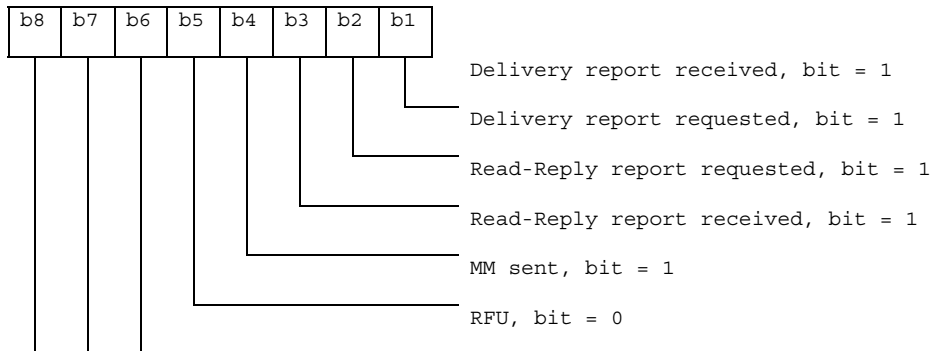 b8 b7 b6 b5 b4 b3 b2 b1
Delivery report received, bit = 1
Delivery report requested, bit = 1
Read-Reply report requested, bit = 1
Read-Reply report received, bit = 1
MM sent, bit = 1
RFU, bit = 0